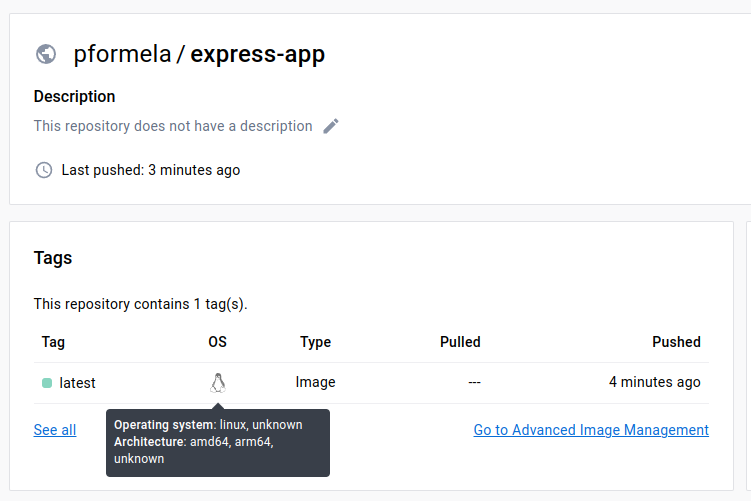 pformela / express-app
Description
This repository does not have a description
Last pushed: 3 minutes ago
Tags
This repository contains 1 tag(s).
Tag OS Type Pulled Pushed
latest Image --- 4 minutes ago
See all Go to Advanced Image Management
Operating system: linux, unknown
Architecture: amd64, arm64,
unknown